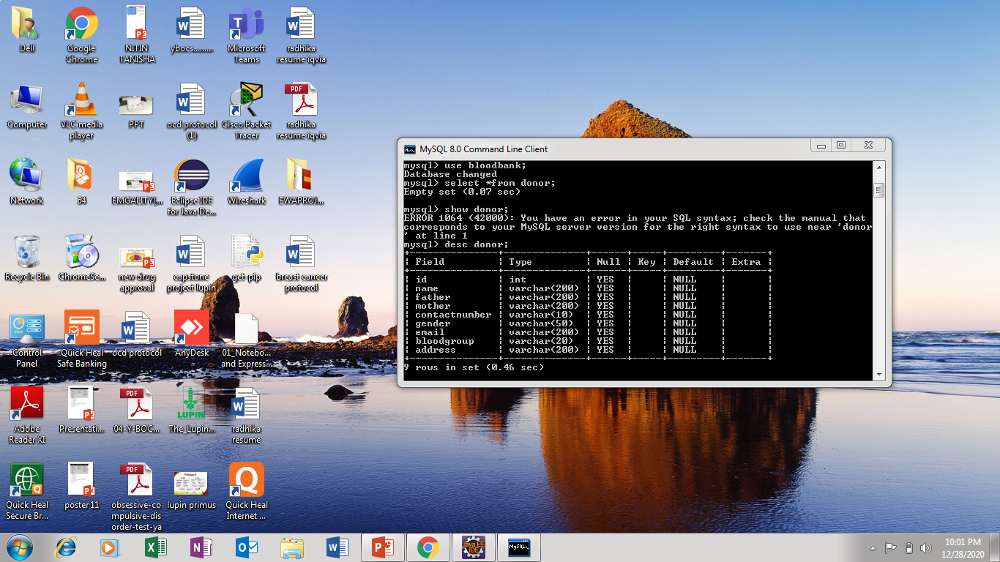 Dell
Google
Chrome
NITIN
TANISHA
ybocs.........
Microsoft
Teams
radhika
resume iqvia
Computer
VLC media
player
PPT
ocd protocol
(1)
Cisco Packet
Tracer
PDF
radhika
resume iqvia
Network
64
EMGALITY(...
Eclipse IDE
for Java De...
Wireshark
EWAPROJ...
Recycle Bin
ChromeSe...
new drug
approval
capstone
project lupin
get-pip
breast cancer
protocol
Control
Panel
Quick Heal
Safe Banking
ocd protocol
AnyDesk
01_Notebo...
and Express...
Adobe
Reader XI
Presentati...
PDF
04-Y-BOC...
LUPIN
The_Lupin...
radhika
resume
Quick Heal
Secure Br...
poster 11
PDF
obsessive-co
mpulsive-dis
order-test-ya
lupin primus
Quick Heal
Internet ...
MySQL 8.0 Command Line Client
mysql> use bloodbank;
Database changed
mysql> select *from donor;
Empty set (0.07 sec)
mysql> show donor;
ERROR 1064 (42000): You have an error in your SQL syntax; check the manual that
corresponds to your MySQL server version for the right syntax to use near 'donor
' at line 1
mysql> desc donor;
+---------------+--------------+------+-----+---------+-------+
| Field         | Type         | Null | Key | Default | Extra |
+---------------+--------------+------+-----+---------+-------+
| id            | int          | YES  |     | NULL    |       |
| name          | varchar(200) | YES  |     | NULL    |       |
| father        | varchar(200) | YES  |     | NULL    |       |
| mother        | varchar(200) | YES  |     | NULL    |       |
| contactnumber | varchar(10)  | YES  |     | NULL    |       |
| gender        | varchar(50)  | YES  |     | NULL    |       |
| email         | varchar(200) | YES  |     | NULL    |       |
| bloodgroup    | varchar(20)  | YES  |     | NULL    |       |
| address       | varchar(200) | YES  |     | NULL    |       |
+---------------+--------------+------+-----+---------+-------+
9 rows in set (0.46 sec)
Java EE
IDE
MySQL
10:01 PM
12/28/2020